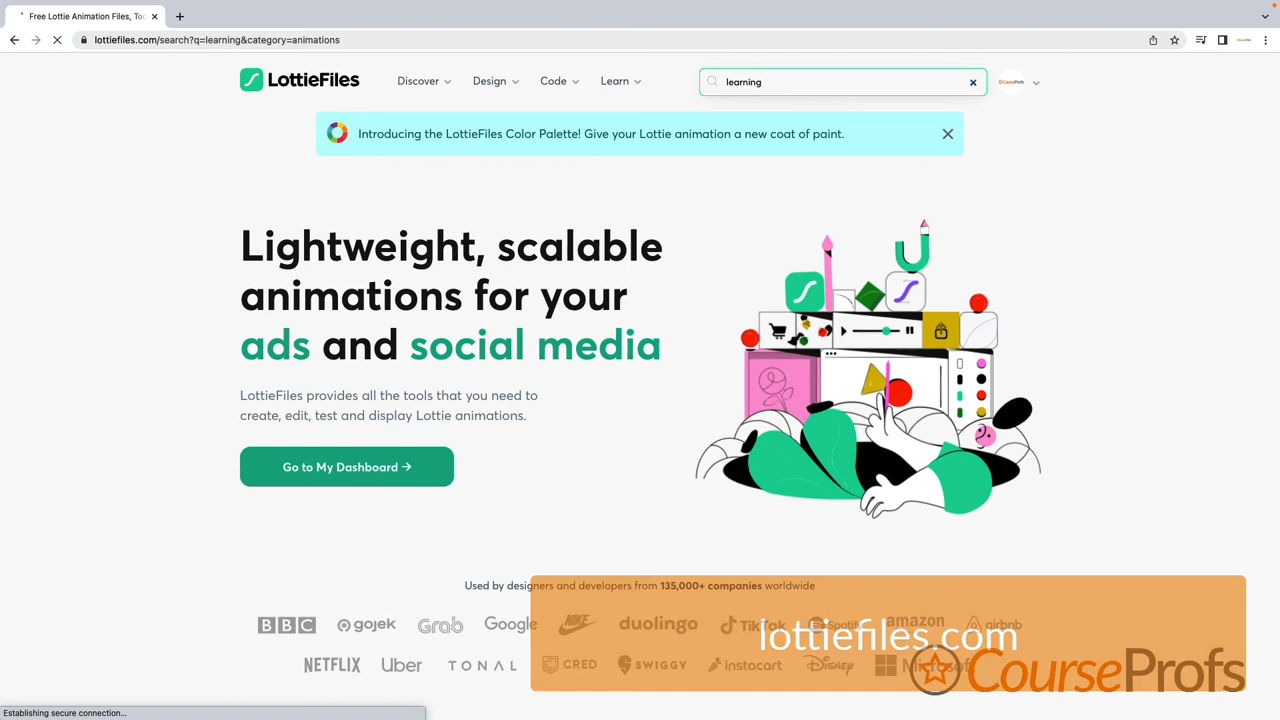 Free Lottie Animation Files, Too
lottiefiles.com/search?q=learning&category=animations
LottieFiles
Discover
Design
Code
Learn
learning
CourseProfs
Introducing the LottieFiles Color Palette! Give your Lottie animation a new coat of paint.
Lightweight, scalable
animations for your
ads and social media
LottieFiles provides all the tools that you need to
create, edit, test and display Lottie animations.
Go to My Dashboard →
Used by designers and developers from 135,000+ companies worldwide
BBC
gojek
Grab
Google
NIKE
duolingo
TikTok
Spotify
amazon
airbnb
lottiefiles.com
NETFLIX
Uber
TONAL
CRED
SWIGGY
instacart
Disney
Microsoft
CourseProfs
Establishing secure connection...